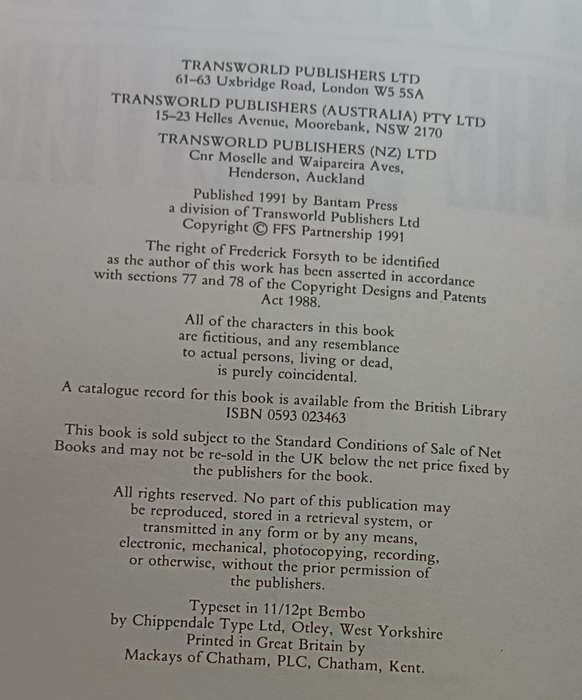 TRANSWORLD PUBLISHERS LTD
61–63 Uxbridge Road, London W5 5SA
TRANSWORLD PUBLISHERS (AUSTRALIA) PTY LTD
15–23 Helles Avenue, Moorebank, NSW 2170
TRANSWORLD PUBLISHERS (NZ) LTD
Cnr Moselle and Waipareira Aves,
Henderson, Auckland
Published 1991 by Bantam Press
a division of Transworld Publishers Ltd
Copyright © FFS Partnership 1991
The right of Frederick Forsyth to be identified
as the author of this work has been asserted in accordance
with sections 77 and 78 of the Copyright Designs and Patents
Act 1988.
All of the characters in this book
are fictitious, and any resemblance
to actual persons, living or dead,
is purely coincidental.
A catalogue record for this book is available from the British Library
ISBN 0593 023463
This book is sold subject to the Standard Conditions of Sale of Net
Books and may not be re-sold in the UK below the net price fixed by
the publishers for the book.
All rights reserved. No part of this publication may
be reproduced, stored in a retrieval system, or
transmitted in any form or by any means,
electronic, mechanical, photocopying, recording,
or otherwise, without the prior permission of
the publishers.
Typeset in 11/12pt Bembo
by Chippendale Type Ltd, Otley, West Yorkshire
Printed in Great Britain by
Mackays of Chatham, PLC, Chatham, Kent.